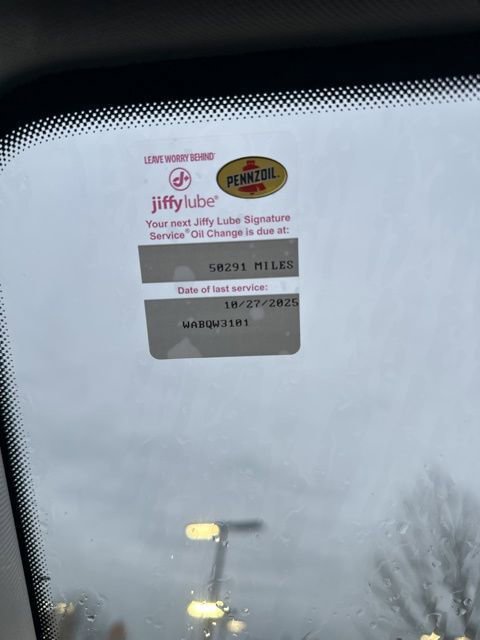 LEAVE WORRY BEHIND®
PENNZOIL.
jiffy lube®
Your next Jiffy Lube Signature
Service® Oil Change is due at:
50291 MILES
Date of last service:
10/27/2025
WABQW3101